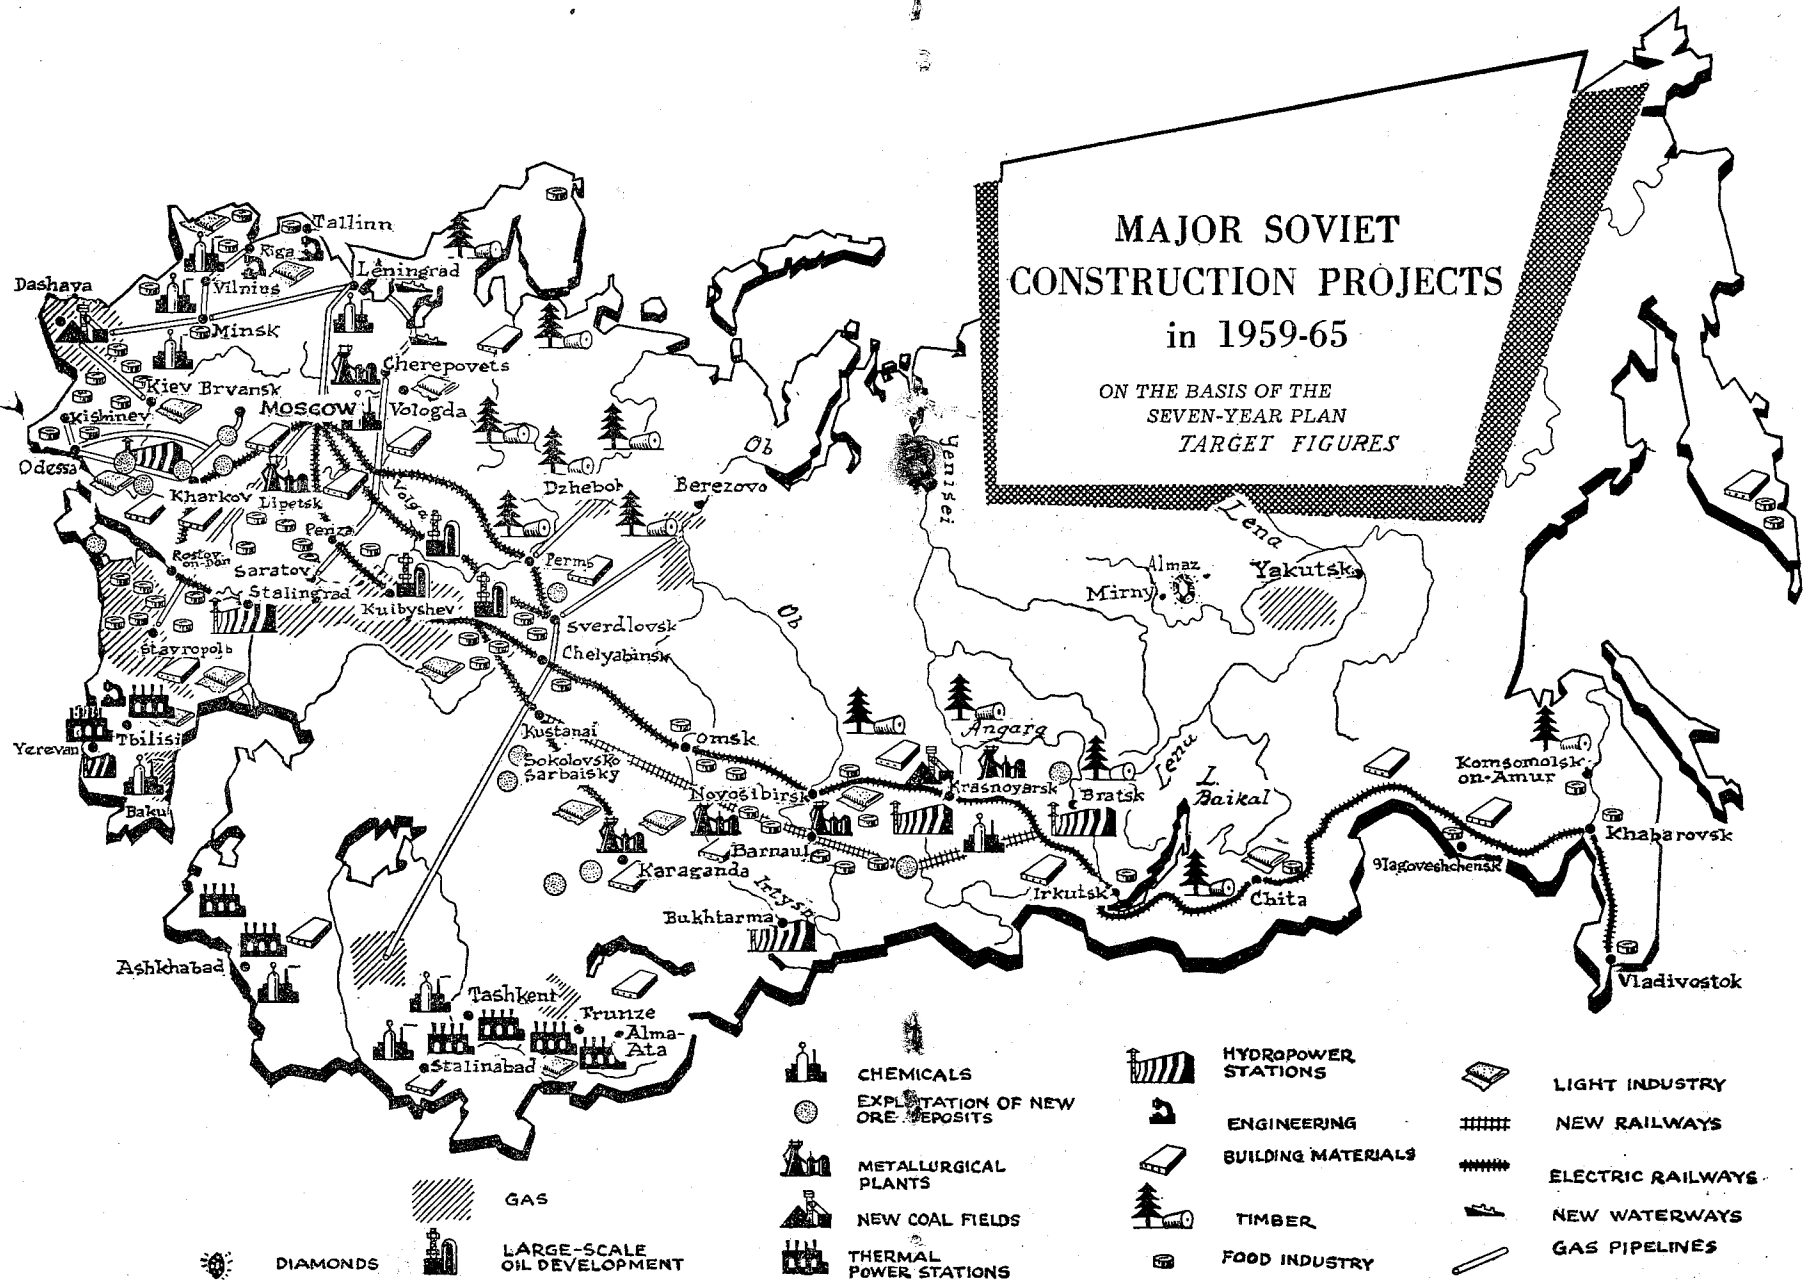 MAJOR SOVIET
CONSTRUCTION PROJECTS
in 1959-65
ON THE BASIS OF THE
SEVEN-YEAR PLAN
TARGET FIGURES
Tallinn
Riga
Leningrad
Dashava
Vilnius
Minsk
Cherepovets
Kiev
Bryansk
MOSCOW
Vologda
Kishinev
Ob
Yenisei
Odessa
Dzhebol
Berezovo
Kharkov
Lipetsk
Volga
Lena
Penza
Rostov-
on-Don
Perm
Almaz
Yakutsk
Saratov
Mirny
Stalingrad
Kuibyshev
Ob
Sverdlovsk
Stavropol
Chelyabinsk
Tbilisi
Kustanai
Omsk
Angara
Yerevan
Sokolovsko
Sarbaisky
Lena
Komsomolsk
on-Amur
Baku
Novosibirsk
Krasnoyarsk
Bratsk
L.
Baikal
Khabarovsk
Barnaul
Karaganda
Irtysh
Irkutsk
Chita
Blagoveshchensk
Bukhtarma
Ashkhabad
Vladivostok
Tashkent
Frunze
Alma-
Ata
Stalinabad
CHEMICALS
EXPLOITATION OF NEW
ORE DEPOSITS
METALLURGICAL
PLANTS
NEW COAL FIELDS
THERMAL
POWER STATIONS
HYDROPOWER
STATIONS
ENGINEERING
BUILDING MATERIALS
TIMBER
FOOD INDUSTRY
LIGHT INDUSTRY
NEW RAILWAYS
ELECTRIC RAILWAYS
NEW WATERWAYS
GAS PIPELINES
GAS
LARGE-SCALE
OIL DEVELOPMENT
DIAMONDS